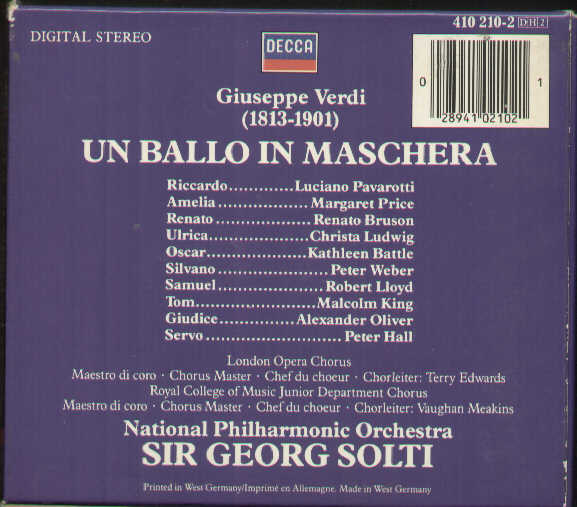 410 210-2 DH2
DIGITAL STEREO
DECCA
0 28941 02102 1
Giuseppe Verdi
(1813-1901)
UN BALLO IN MASCHERA
Riccardo.............Luciano Pavarotti
Amelia...................Margaret Price
Renato...................Renato Bruson
Ulrica....................Christa Ludwig
Oscar....................Kathleen Battle
Silvano......................Peter Weber
Samuel....................Robert Lloyd
Tom......................Malcolm King
Giudice...............Alexander Oliver
Servo..........................Peter Hall
London Opera Chorus
Maestro di coro · Chorus Master · Chef du choeur · Chorleiter: Terry Edwards
Royal College of Music Junior Department Chorus
Maestro di coro · Chorus Master · Chef du choeur · Chorleiter: Vaughan Meakins
National Philharmonic Orchestra
SIR GEORG SOLTI
Printed in West Germany/Imprimé en Allemagne. Made in West Germany